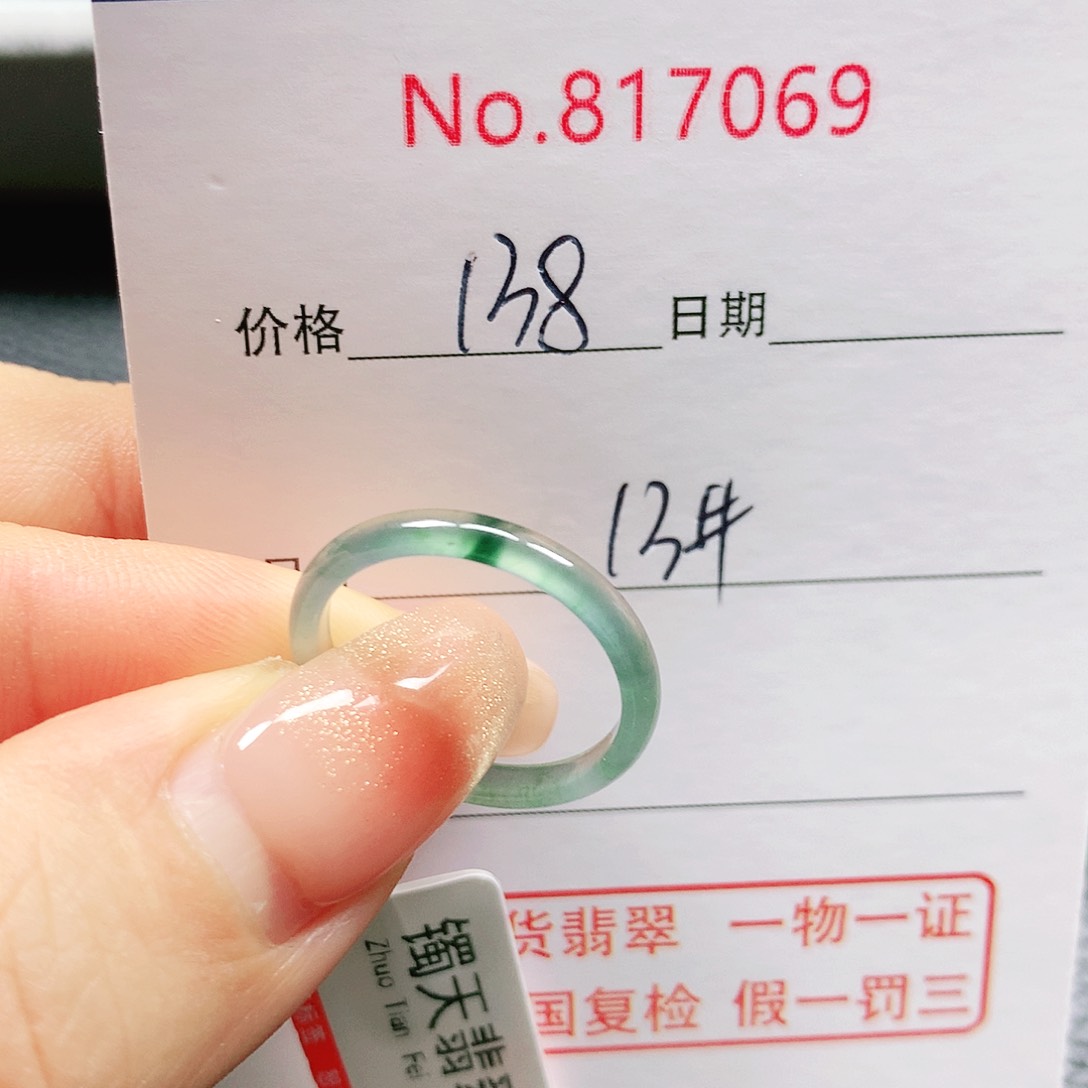 No.817069
价格 138 日期
13#
货翡翠 一物一证
国复检 假一罚三
镯天翡
Zhuo Tian Fei